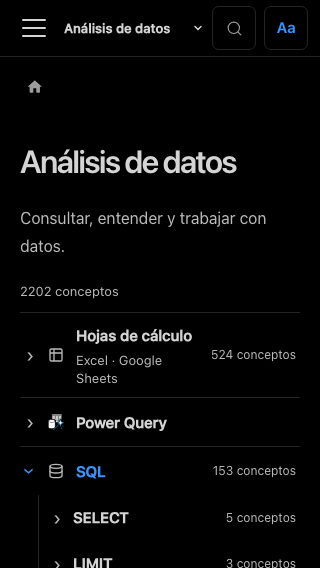 Análisis de datos
Aa
Análisis de datos
Consultar, entender y trabajar con
datos.
2202 conceptos
Hojas de cálculo
Excel · Google
Sheets
524 conceptos
Power Query
SQL
153 conceptos
SELECT
5 conceptos
LIMIT
3 conceptos